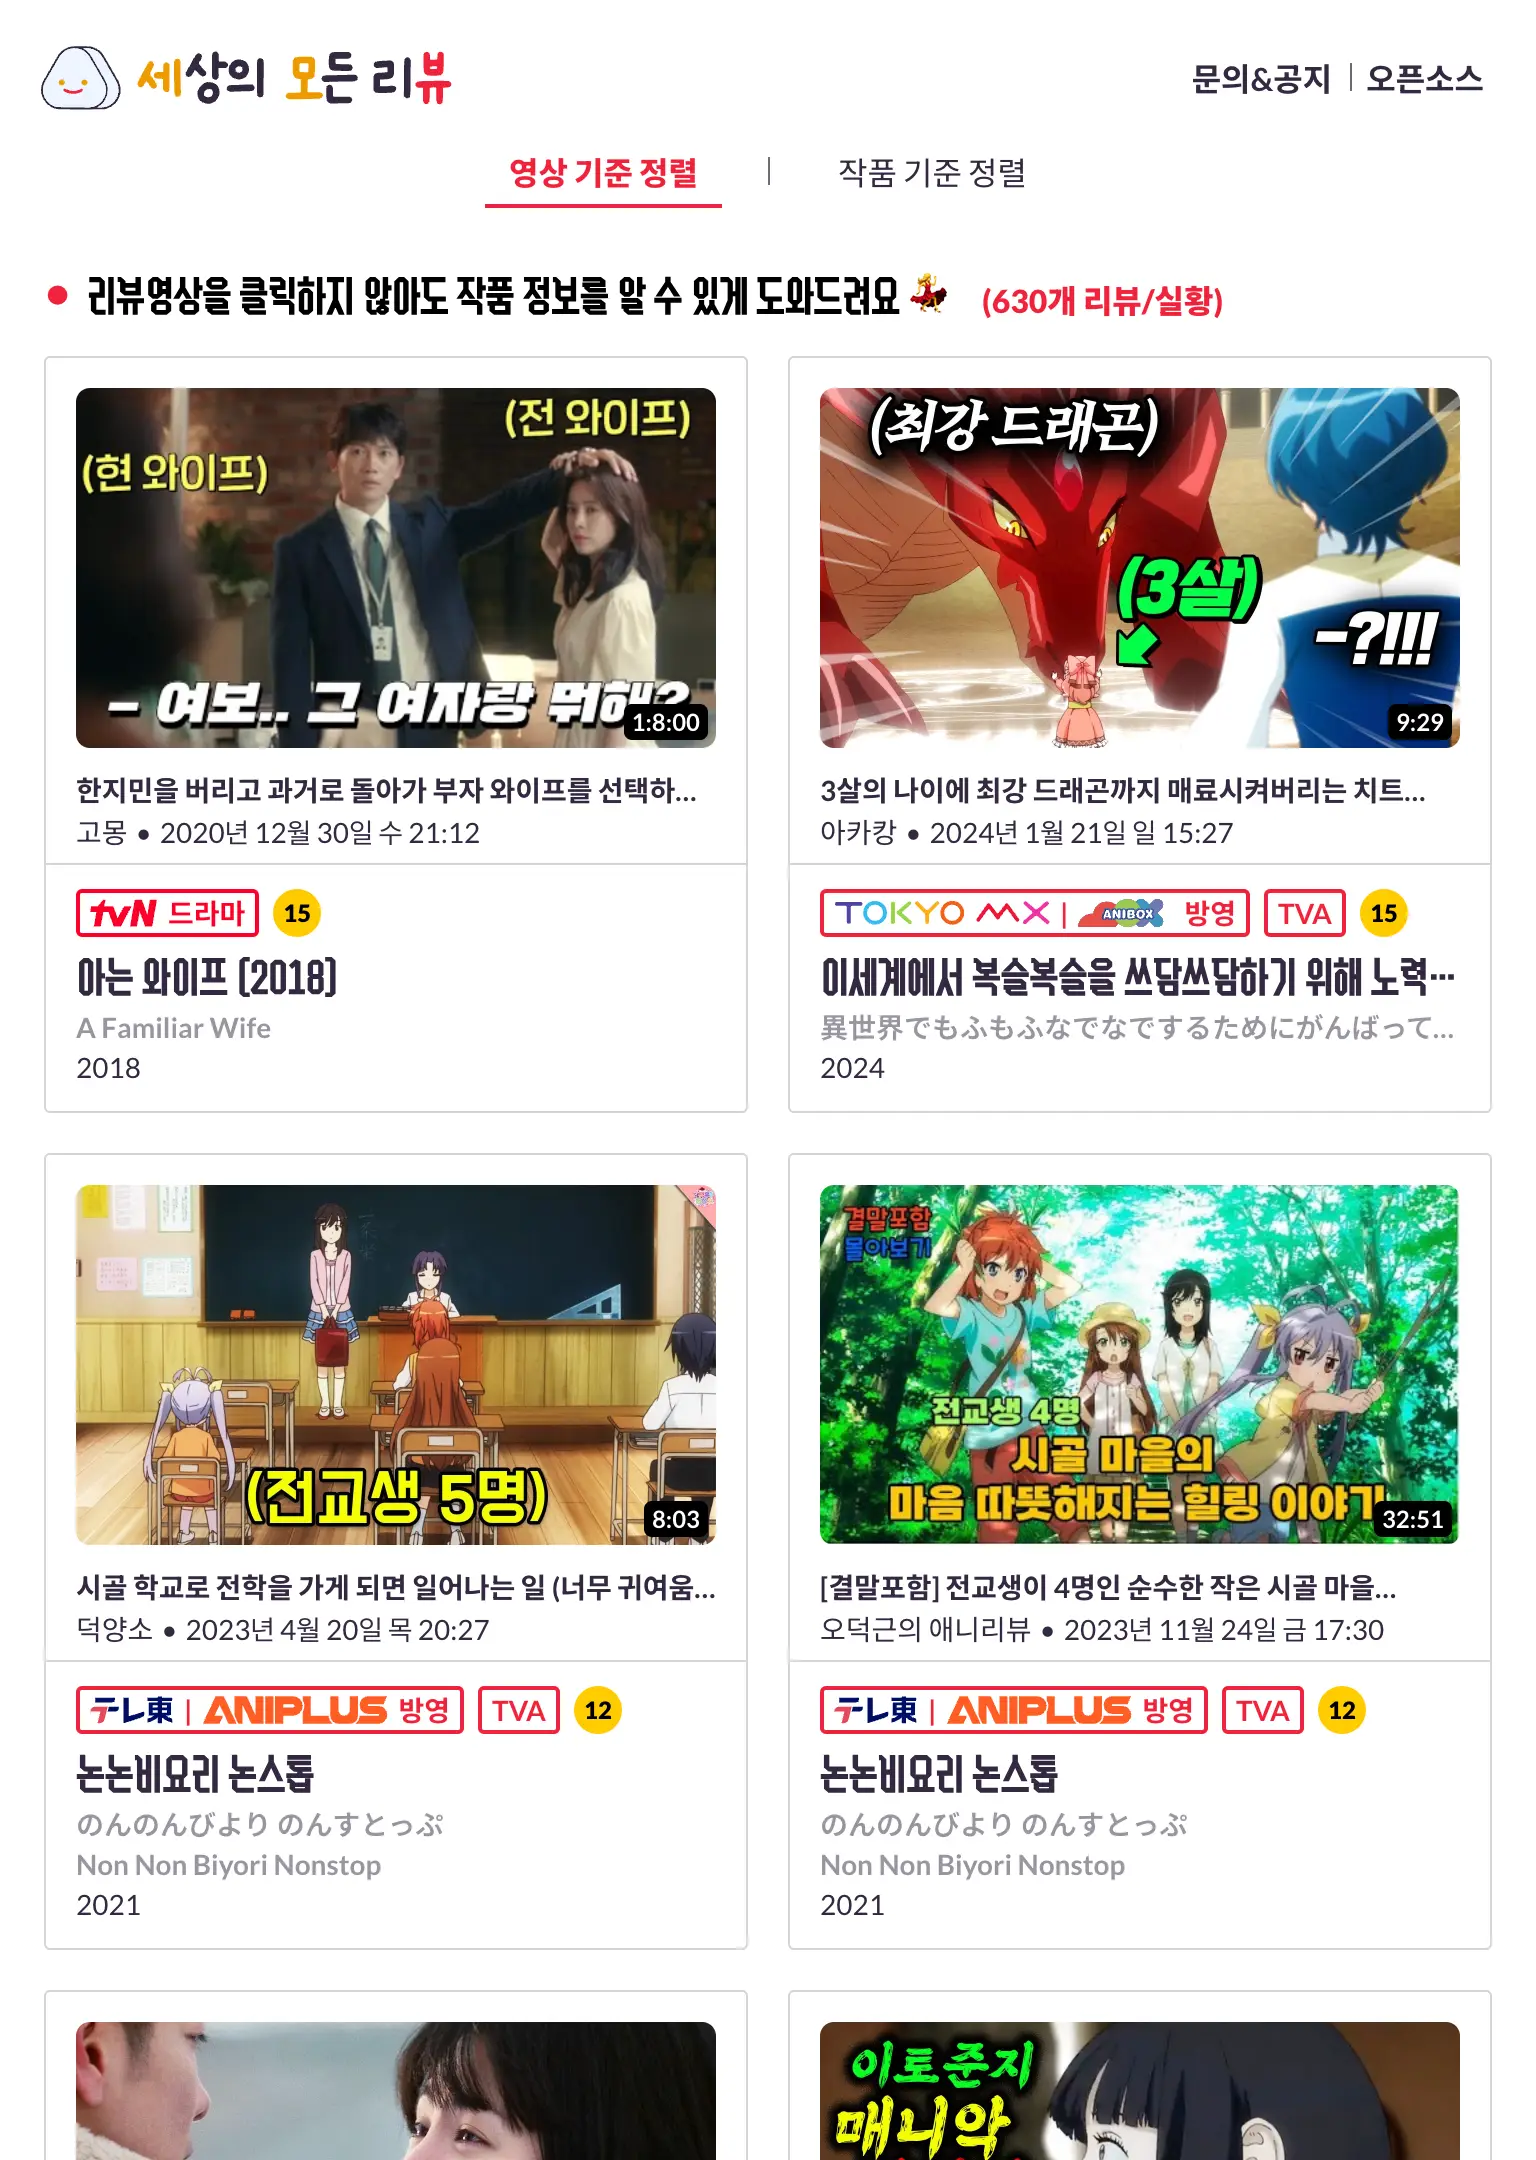 세상의 모든 리뷰
문의&공지 | 오픈소스
영상 기준 정렬 | 작품 기준 정렬
리뷰영상을 클릭하지 않아도 작품 정보를 알 수 있게 도와드려요 💃 (630개 리뷰/실황)
(전 와이프)
(현 와이프)
- 여보.. 그 여자랑 뭐해?
1:8:00
한지민을 버리고 과거로 돌아가 부자 와이프를 선택하...
고몽 • 2020년 12월 30일 수 21:12
tvN 드라마 15
아는 와이프 [2018]
A Familiar Wife
2018
(최강 드래곤)
(3살)
-?!!!
9:29
3살의 나이에 최강 드래곤까지 매료시켜버리는 치트...
아카캉 • 2024년 1월 21일 일 15:27
TOKYO MX | ANIBOX 방영 TVA 15
이세계에서 복슬복슬을 쓰담쓰담하기 위해 노력…
異世界でもふもふなでなでするためにがんばって...
2024
(전교생 5명)
8:03
시골 학교로 전학을 가게 되면 일어나는 일 (너무 귀여움...
덕양소 • 2023년 4월 20일 목 20:27
テレ東 | ANIPLUS 방영 TVA 12
논논비요리 논스톱
のんのんびより のんすとっぷ
Non Non Biyori Nonstop
2021
결말포함
몰아보기
전교생 4명
시골 마을의
마음 따뜻해지는 힐링 이야기
32:51
[결말포함] 전교생이 4명인 순수한 작은 시골 마을...
오덕근의 애니리뷰 • 2023년 11월 24일 금 17:30
テレ東 | ANIPLUS 방영 TVA 12
논논비요리 논스톱
のんのんびより のんすとっぷ
Non Non Biyori Nonstop
2021
이토준지
매니악